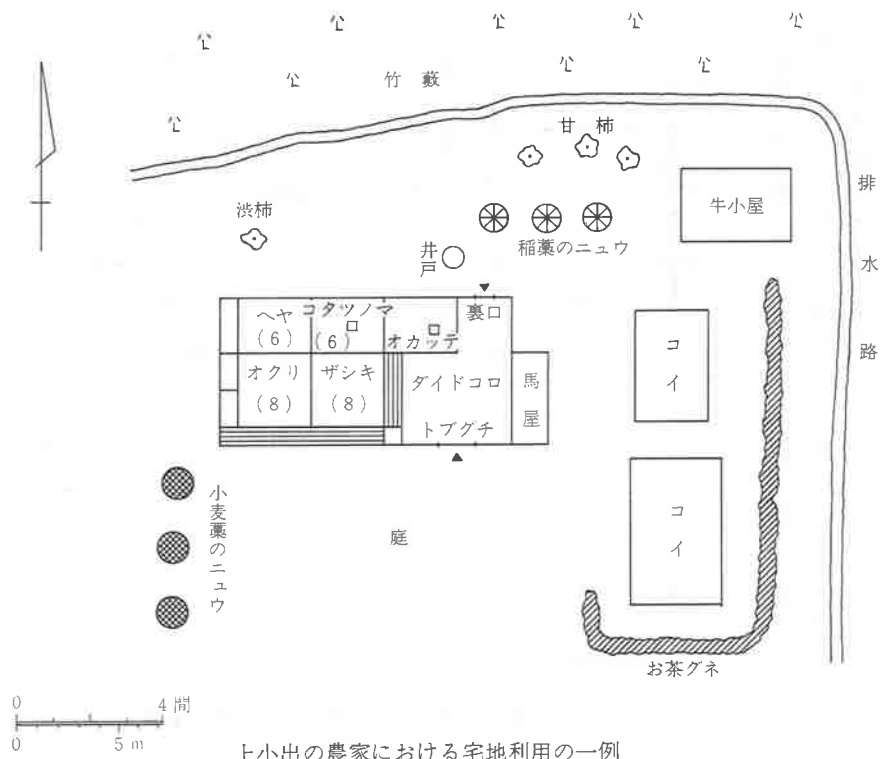 竹藪
甘柿
渋柿
牛小屋
排水路
稲藁のニュウ
井戸
裏口
ヘヤ
(6)
コタツノマ
(6)
オカッテ
オクリ
(8)
ザシキ
(8)
ダイドコロ
馬屋
トブグチ
コイ
コイ
小麦藁のニュウ
庭
お茶グネ
0 4間
0 5m
上小出の農家における宅地利用の一例